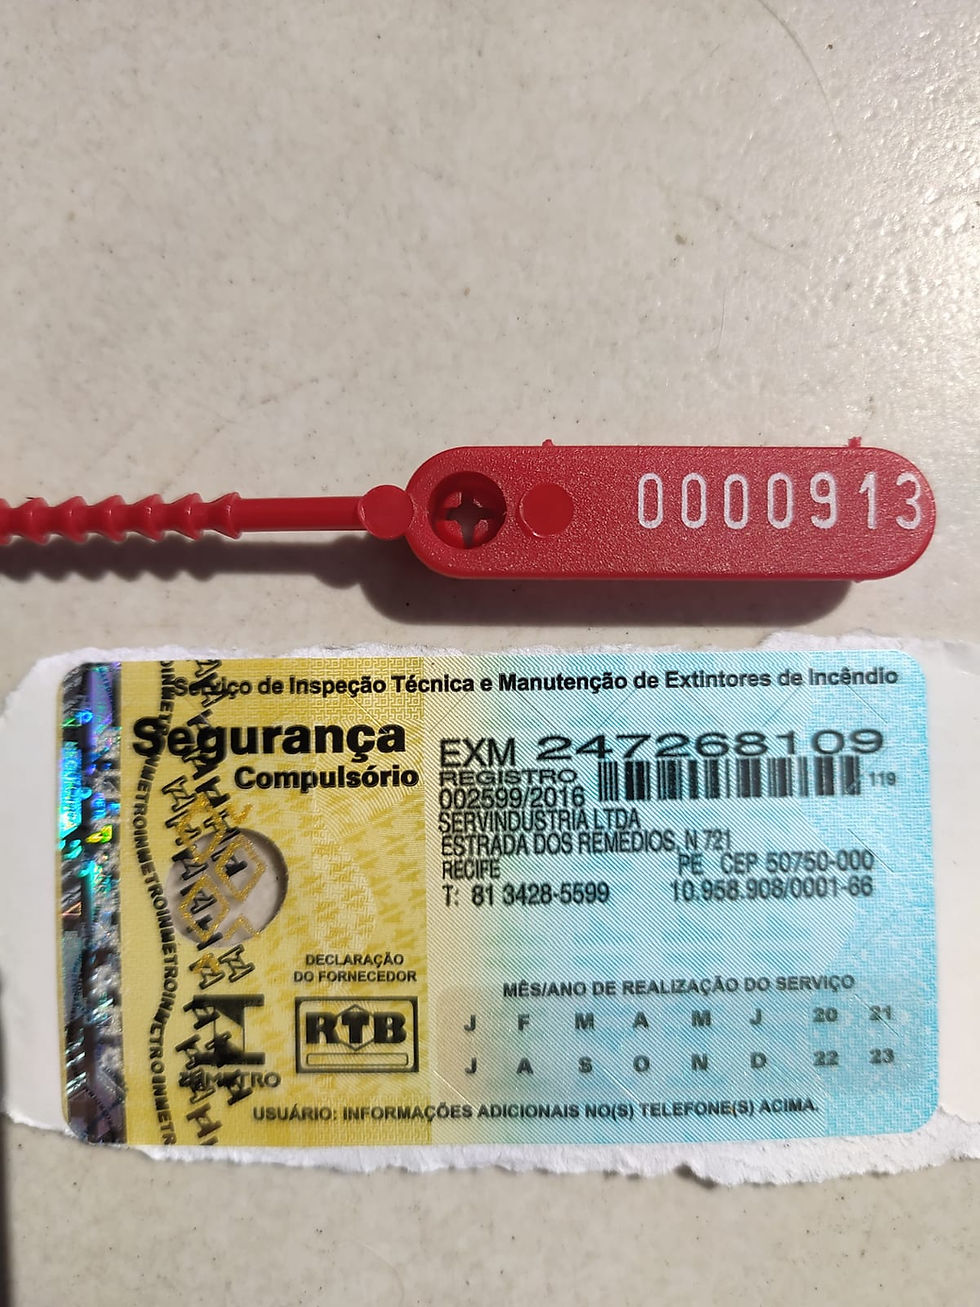 0000913
Serviço de Inspeção Técnica e Manutenção de Extintores de Incêndio
Segurança
Compulsório
EXM 247268109
REGISTRO
119
002599/2016
SERVINDUSTRIA LTDA
ESTRADA DOS REMEDIOS, N 721
RECIFE PE CEP 50750-000
T: 81 3428-5599 10.958.908/0001-66
DECLARAÇÃO
DO FORNECEDOR
RTB
INMETRO
MÊS/ANO DE REALIZAÇÃO DO SERVIÇO
J F M A M J 20 21
J A S O N D 22 23
USUÁRIO: INFORMAÇÕES ADICIONAIS NO(S) TELEFONE(S) ACIMA.